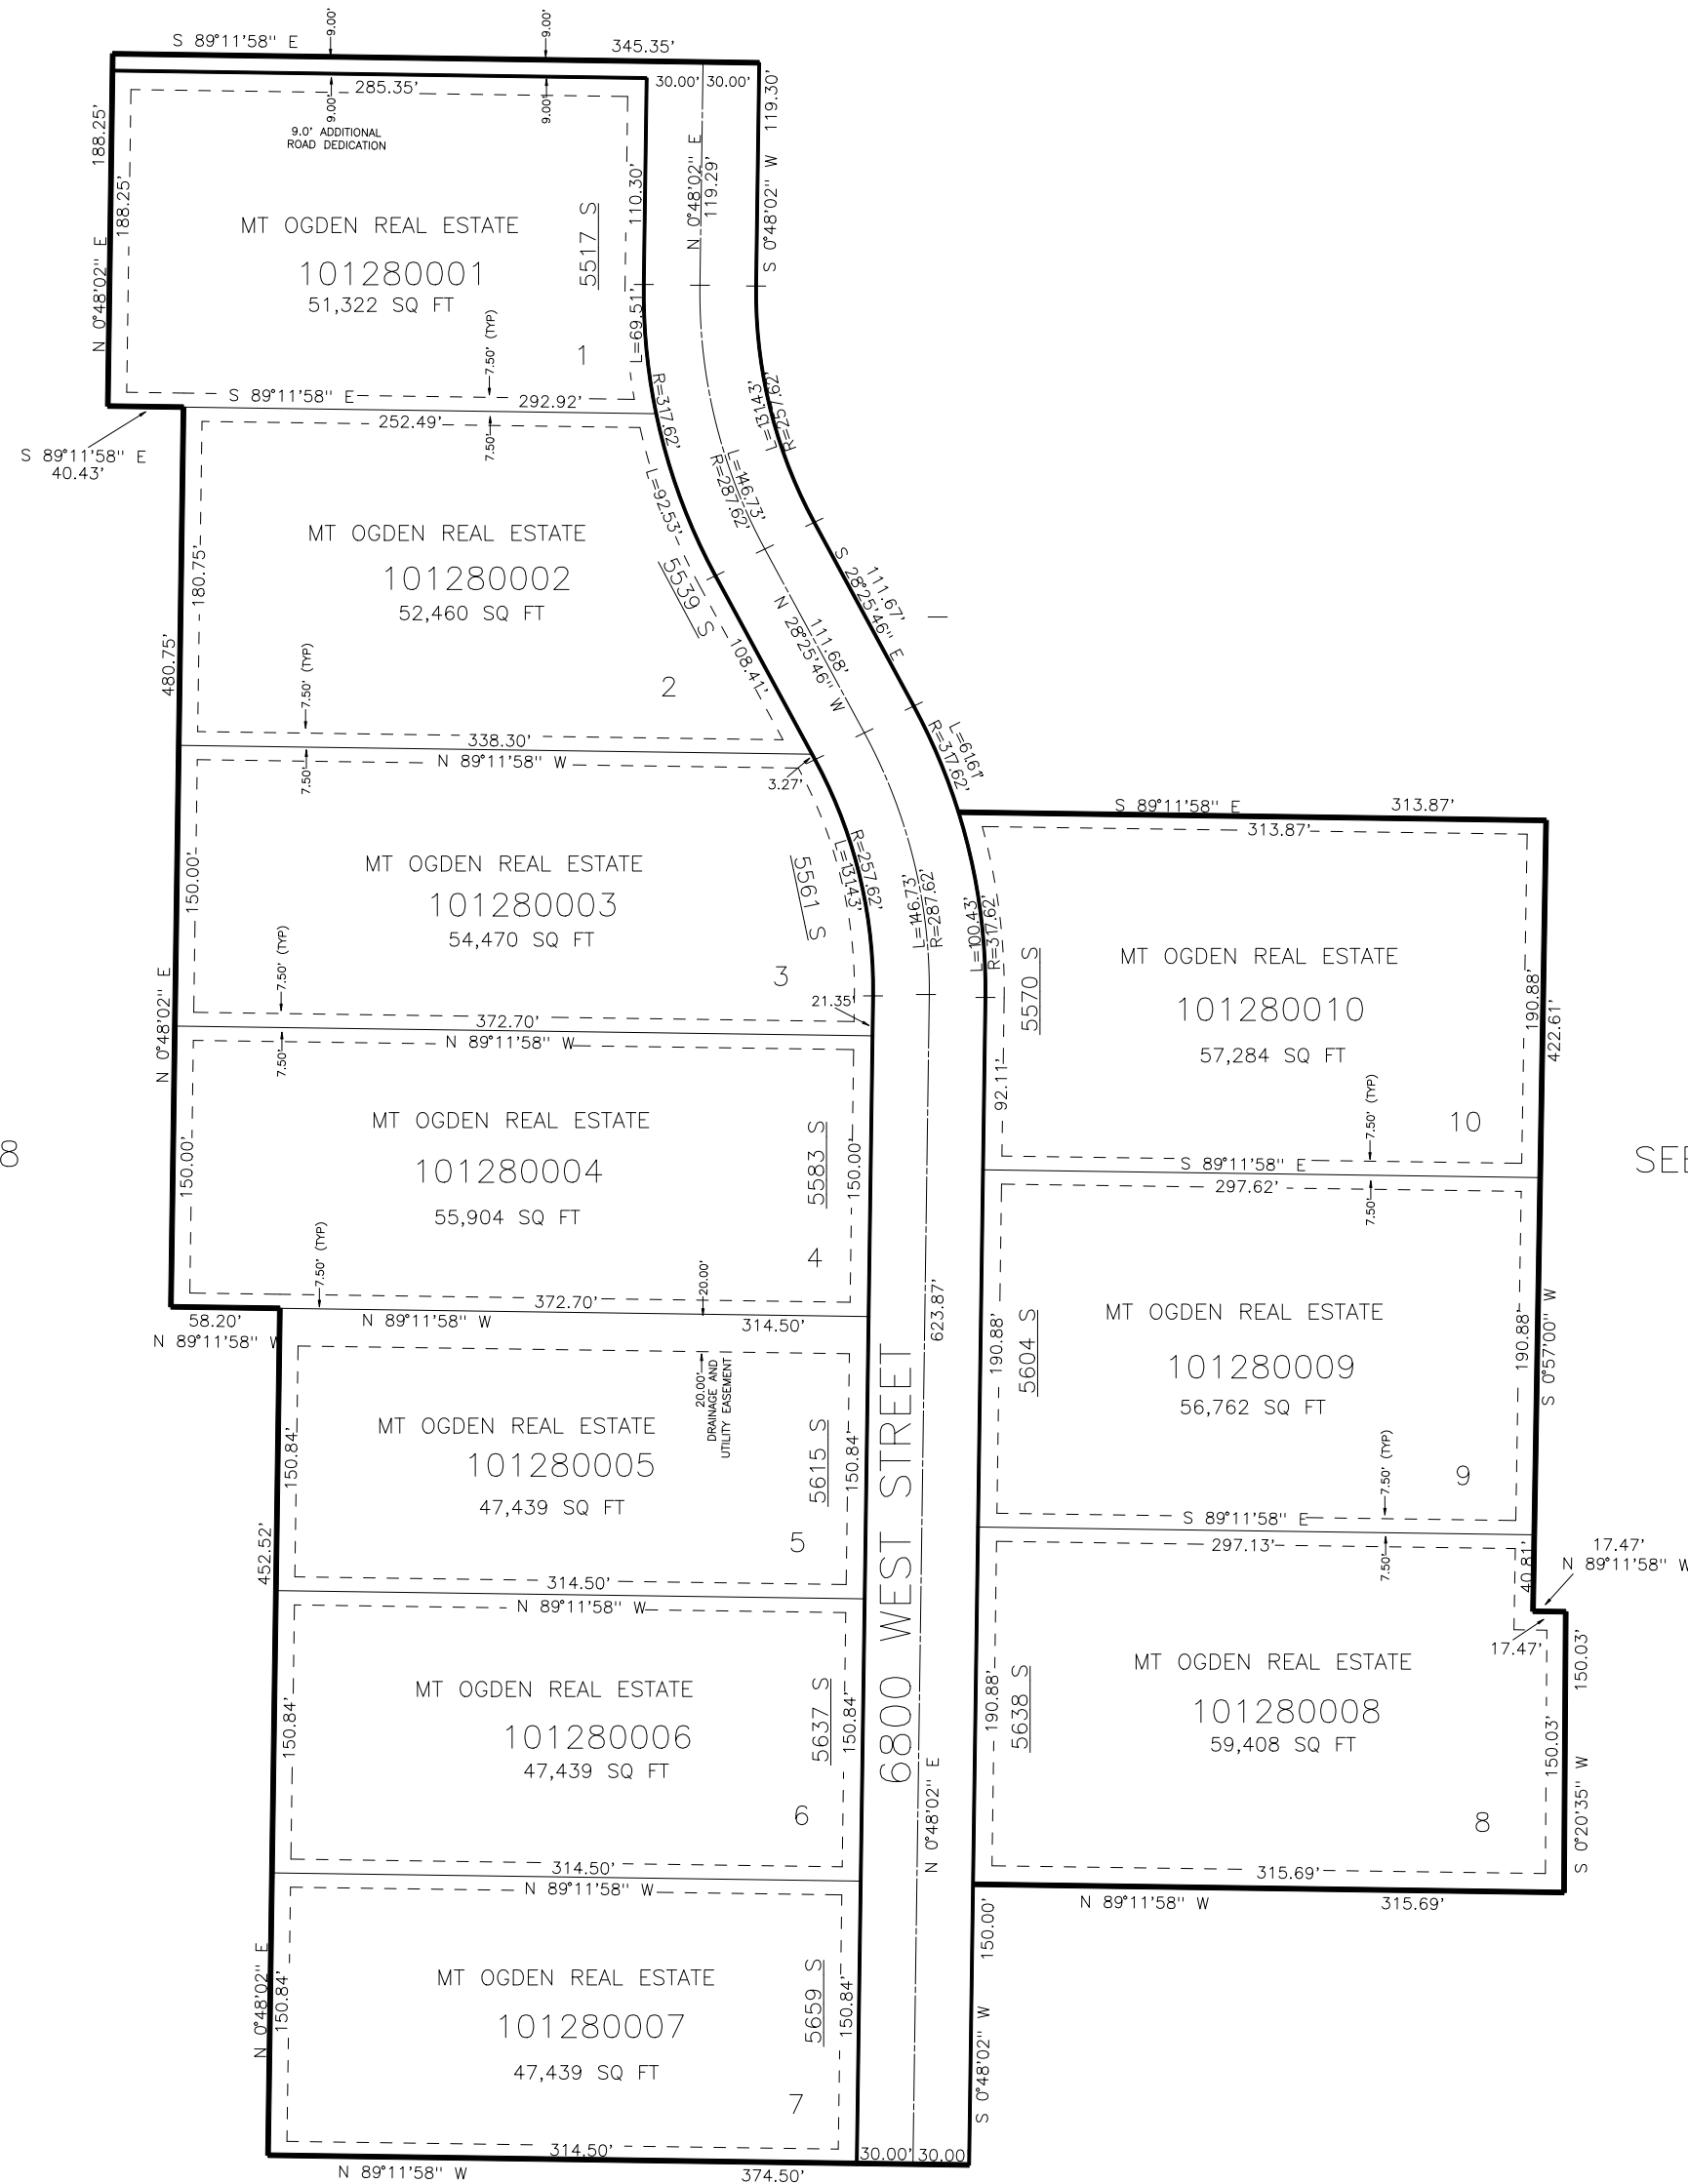 S 89°11'58" E
345.35'
9.00'
9.00'
285.35'
9.00'
9.00'
30.00'
30.00'
9.0' ADDITIONAL
ROAD DEDICATION
188.25'
N 0°48'02" E
188.25'
110.30'
N 0°48'02" E
119.29'
S 0°48'02" W 119.30'
MT OGDEN REAL ESTATE
101280001
51,322 SQ FT
5517 S
1
L=69.51'
R=317.62'
7.50' (TYP)
7.50'
S 89°11'58" E
292.92'
252.49'
S 89°11'58" E
40.43'
L=131.43'
R=257.62'
L=146.73'
R=287.62'
L=92.53'
MT OGDEN REAL ESTATE
101280002
52,460 SQ FT
5539 S
2
180.75'
480.75'
108.41'
111.67'
S 28°25'46" E
111.68'
N 28°25'46" W
7.50' (TYP)
7.50'
338.30'
N 89°11'58" W
3.27'
L=61.61'
R=317.62'
S 89°11'58" E
313.87'
313.87'
MT OGDEN REAL ESTATE
101280003
54,470 SQ FT
5561 S
3
150.00'
R=257.62'
L=131.43'
L=146.73'
R=287.62'
L=100.43'
R=317.62'
21.35'
7.50' (TYP)
7.50'
372.70'
N 89°11'58" W
N 0°48'02" E
MT OGDEN REAL ESTATE
101280010
57,284 SQ FT
5570 S
10
92.11'
190.88'
422.61'
7.50' (TYP)
7.50'
S 89°11'58" E
297.62'
8
SEE
MT OGDEN REAL ESTATE
101280004
55,904 SQ FT
5583 S
4
150.00'
150.00'
7.50' (TYP)
20.00'
372.70'
58.20'
N 89°11'58" W
N 89°11'58" W
314.50'
20.00'
DRAINAGE AND
UTILITY EASEMENT
623.87'
MT OGDEN REAL ESTATE
101280009
56,762 SQ FT
5604 S
9
190.88'
190.88'
S 0°57'00" W
7.50' (TYP)
7.50'
S 89°11'58" E
297.13'
MT OGDEN REAL ESTATE
101280005
47,439 SQ FT
5615 S
5
150.84'
150.84'
452.52'
314.50'
N 89°11'58" W
6800 WEST STREET
N 0°48'02" E
40.81'
17.47'
N 89°11'58" W
17.47'
MT OGDEN REAL ESTATE
101280008
59,408 SQ FT
5638 S
8
190.88'
150.03'
150.03'
S 0°20'35" W
315.69'
N 89°11'58" W
315.69'
MT OGDEN REAL ESTATE
101280006
47,439 SQ FT
5637 S
6
150.84'
150.84'
314.50'
N 89°11'58" W
MT OGDEN REAL ESTATE
101280007
47,439 SQ FT
5659 S
7
N 0°48'02" E
150.84'
150.84'
150.00'
S 0°48'02" W
314.50'
30.00'
30.00'
N 89°11'58" W
374.50'